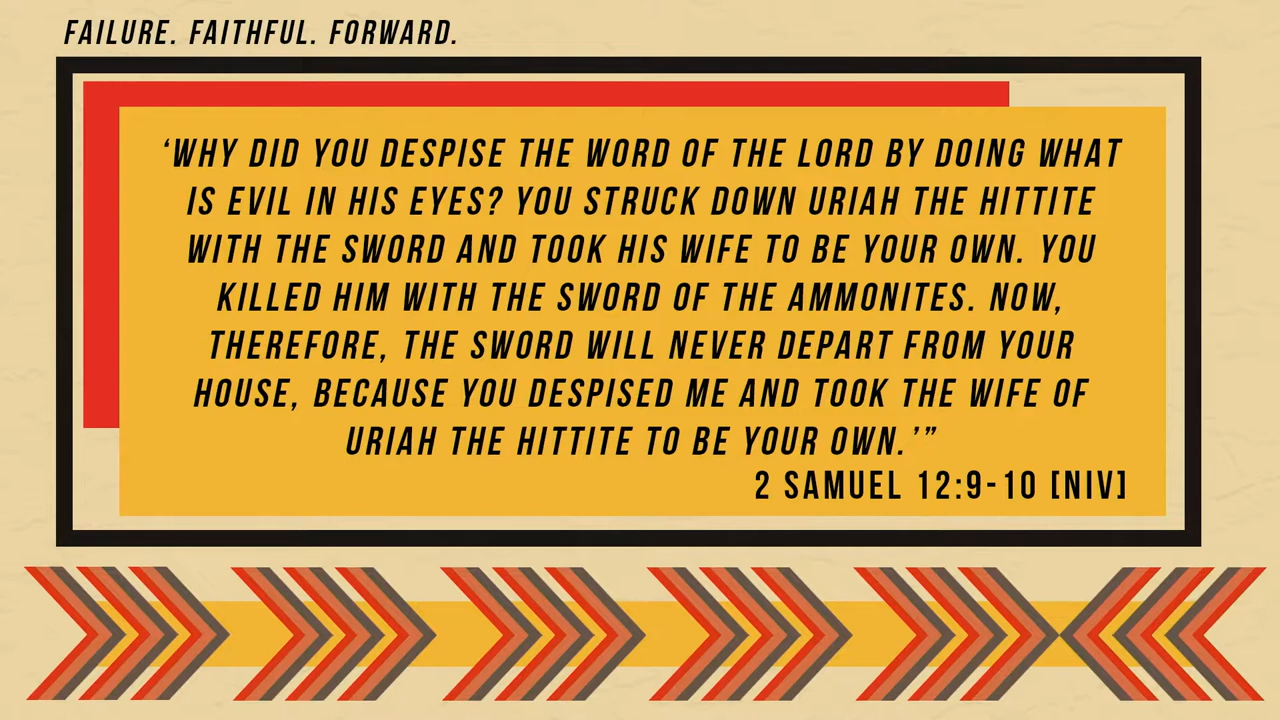 FAILURE. FAITHFUL. FORWARD.
‘WHY DID YOU DESPISE THE WORD OF THE LORD BY DOING WHAT
IS EVIL IN HIS EYES? YOU STRUCK DOWN URIAH THE HITTITE
WITH THE SWORD AND TOOK HIS WIFE TO BE YOUR OWN. YOU
KILLED HIM WITH THE SWORD OF THE AMMONITES. NOW,
THEREFORE, THE SWORD WILL NEVER DEPART FROM YOUR
HOUSE, BECAUSE YOU DESPISED ME AND TOOK THE WIFE OF
URIAH THE HITTITE TO BE YOUR OWN.’”
2 SAMUEL 12:9-10 [NIV]